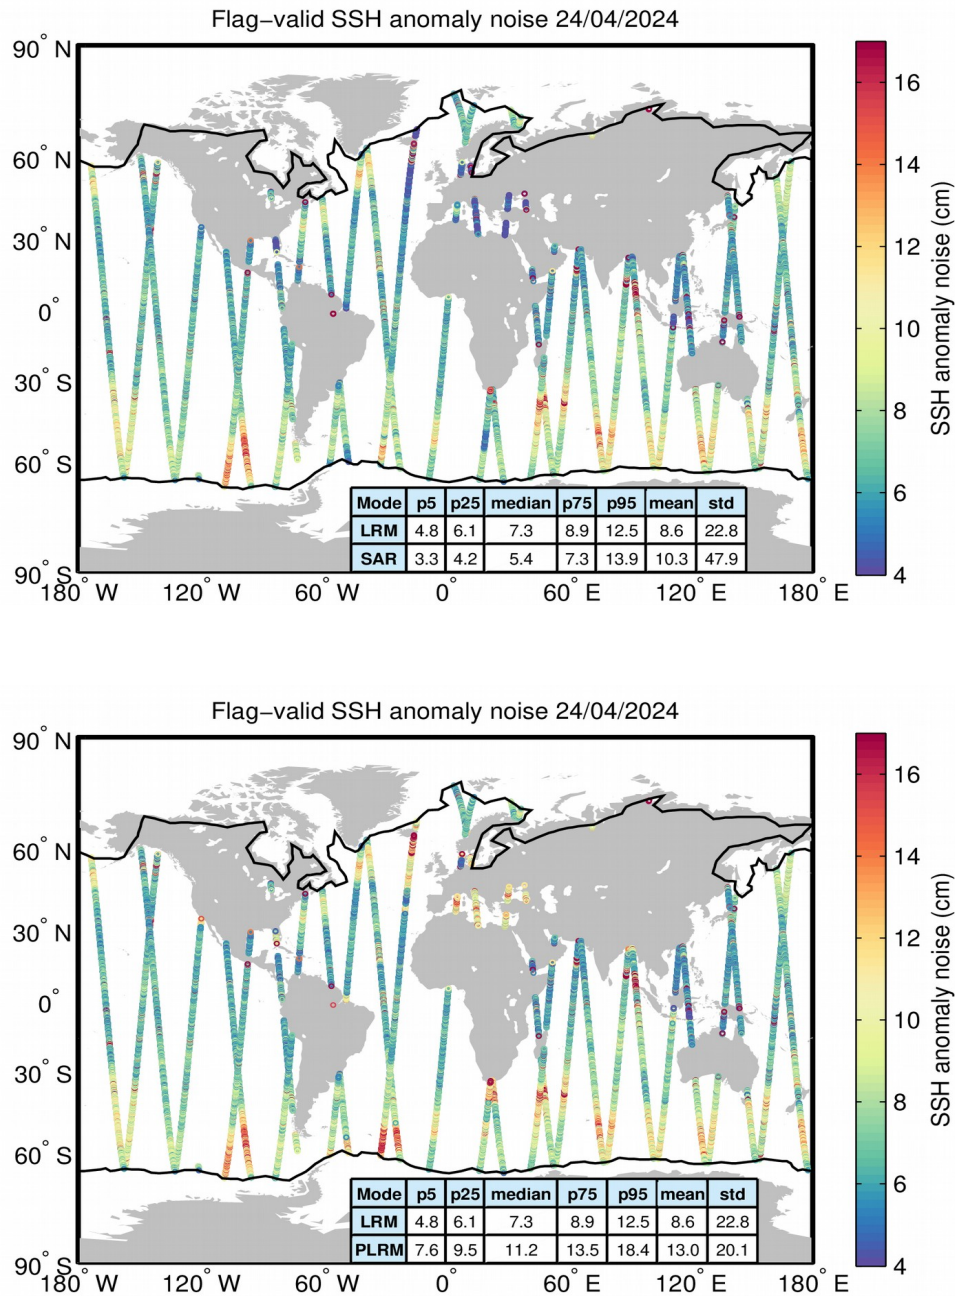 Flag−valid SSH anomaly noise 24/04/2024
90° N
60° N
30° N
0°
30° S
60° S
90° S
180° W
120° W
60° W
0°
60° E
120° E
180° E
16
14
12
10
8
6
4
SSH anomaly noise (cm)
Mode p5 p25 median p75 p95 mean std
LRM 4.8 6.1 7.3 8.9 12.5 8.6 22.8
SAR 3.3 4.2 5.4 7.3 13.9 10.3 47.9
Flag−valid SSH anomaly noise 24/04/2024
90° N
60° N
30° N
0°
30° S
60° S
90° S
180° W
120° W
60° W
0°
60° E
120° E
180° E
16
14
12
10
8
6
4
SSH anomaly noise (cm)
Mode p5 p25 median p75 p95 mean std
LRM 4.8 6.1 7.3 8.9 12.5 8.6 22.8
PLRM 7.6 9.5 11.2 13.5 18.4 13.0 20.1